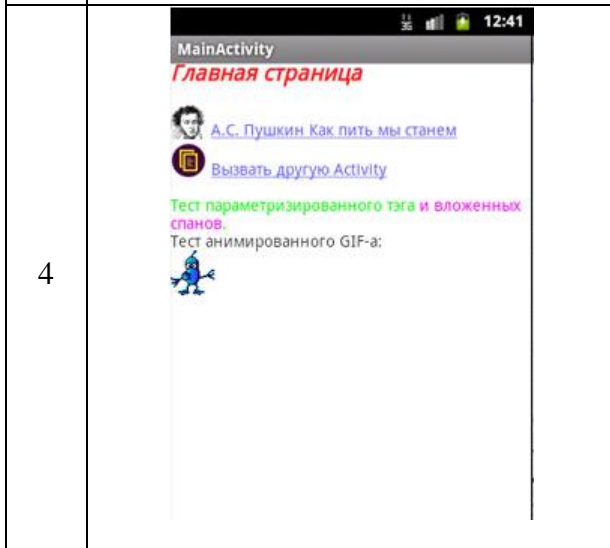 12:41
MainActivity
Главная страница
А.С. Пушкин Как пить мы станем
Вызвать другую Activity
Тест параметризированного тэга и вложенных
спанов.
Тест анимированного GIF-а:
4